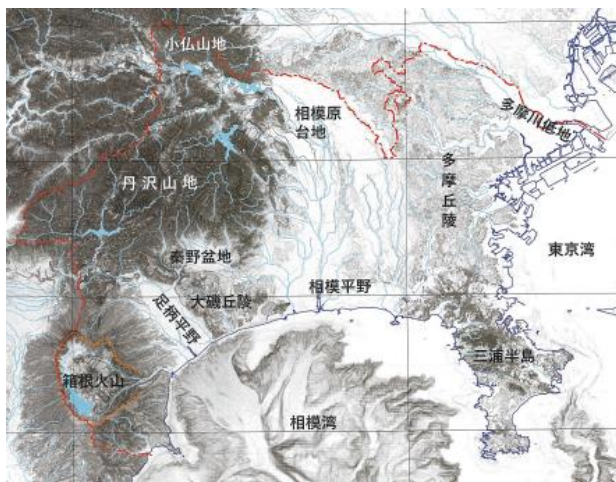 小仏山地
相模原
台地
多摩川低地
丹沢山地
多摩丘陵
秦野盆地
東京湾
相模平野
大磯丘陵
足柄平野
三浦半島
箱根火山
相模湾